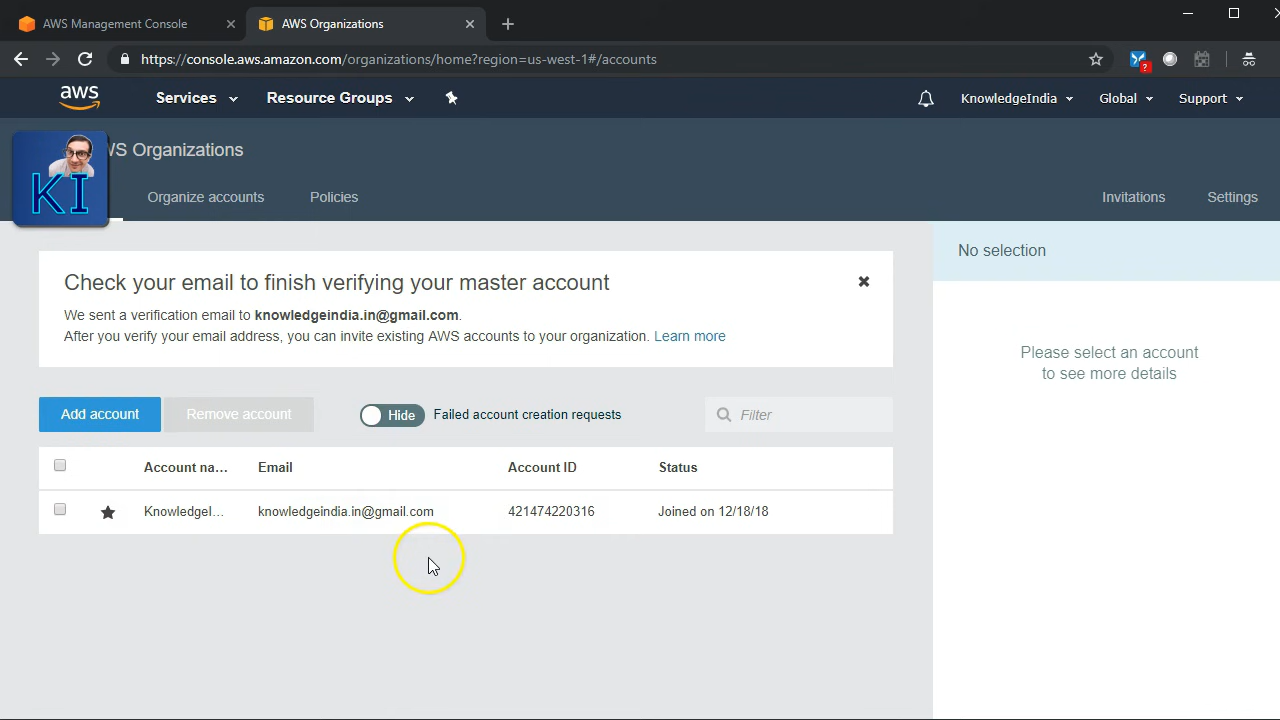 AWS Management Console
AWS Organizations
https://console.aws.amazon.com/organizations/home?region=us-west-1#/accounts
?
aws
Services
Resource Groups
KnowledgeIndia
Global
Support
WS Organizations
KI
Organize accounts
Policies
Invitations
Settings
Check your email to finish verifying your master account
We sent a verification email to knowledgeindia.in@gmail.com.
After you verify your email address, you can invite existing AWS accounts to your organization. Learn more
No selection
Please select an account
to see more details
Add account
Remove account
Hide
Failed account creation requests
Filter
Account na...
Email
Account ID
Status
KnowledgeI...
knowledgeindia.in@gmail.com
421474220316
Joined on 12/18/18